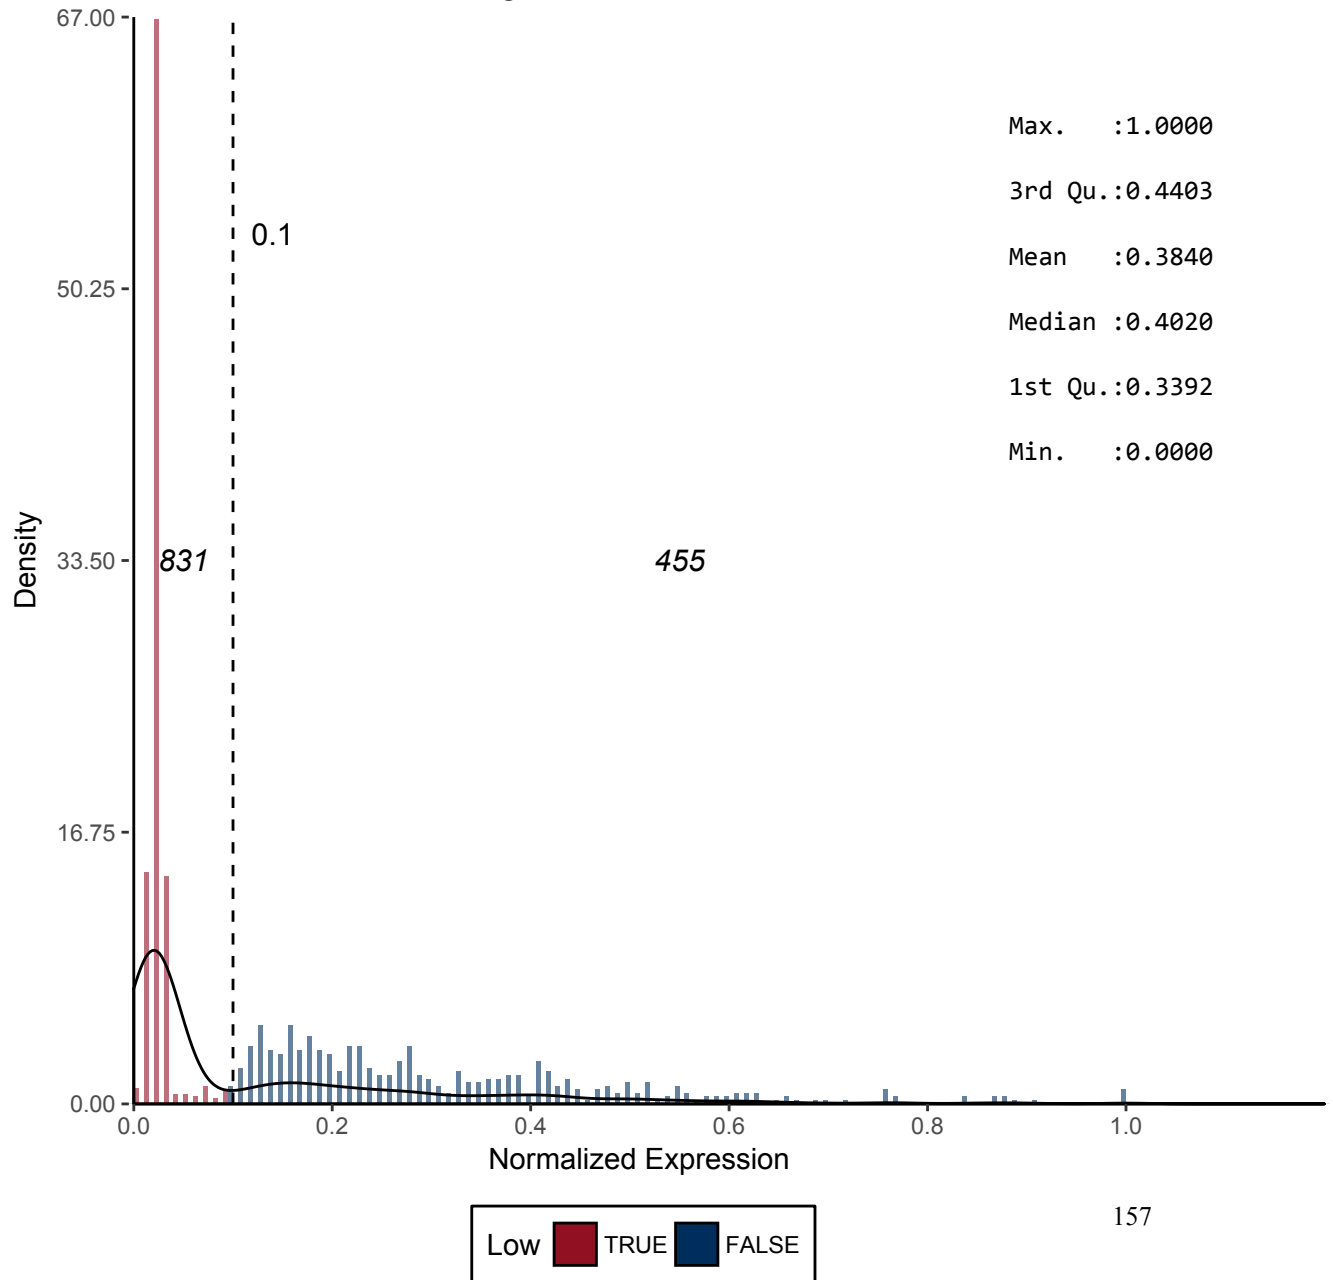 67.00
50.25
33.50
16.75
0.00
Density
0.1
831
455
Max.   :1.0000
3rd Qu.:0.4403
Mean   :0.3840
Median :0.4020
1st Qu.:0.3392
Min.   :0.0000
0.0 0.2 0.4 0.6 0.8 1.0
Normalized Expression
157
Low TRUE FALSE